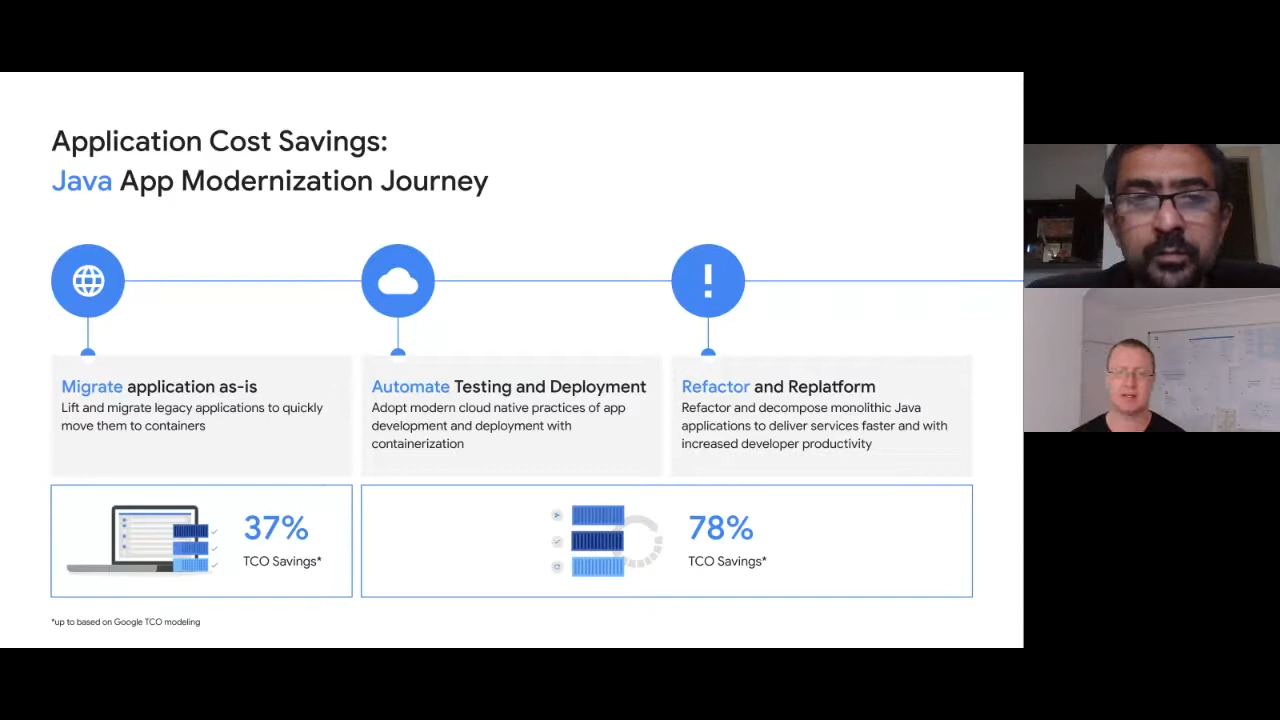 Application Cost Savings:
Java App Modernization Journey
Migrate application as-is
Lift and migrate legacy applications to quickly
move them to containers
Automate Testing and Deployment
Adopt modern cloud native practices of app
development and deployment with
containerization
Refactor and Replatform
Refactor and decompose monolithic Java
applications to deliver services faster and with
increased developer productivity
37%
TCO Savings*
78%
TCO Savings*
*up to based on Google TCO modeling